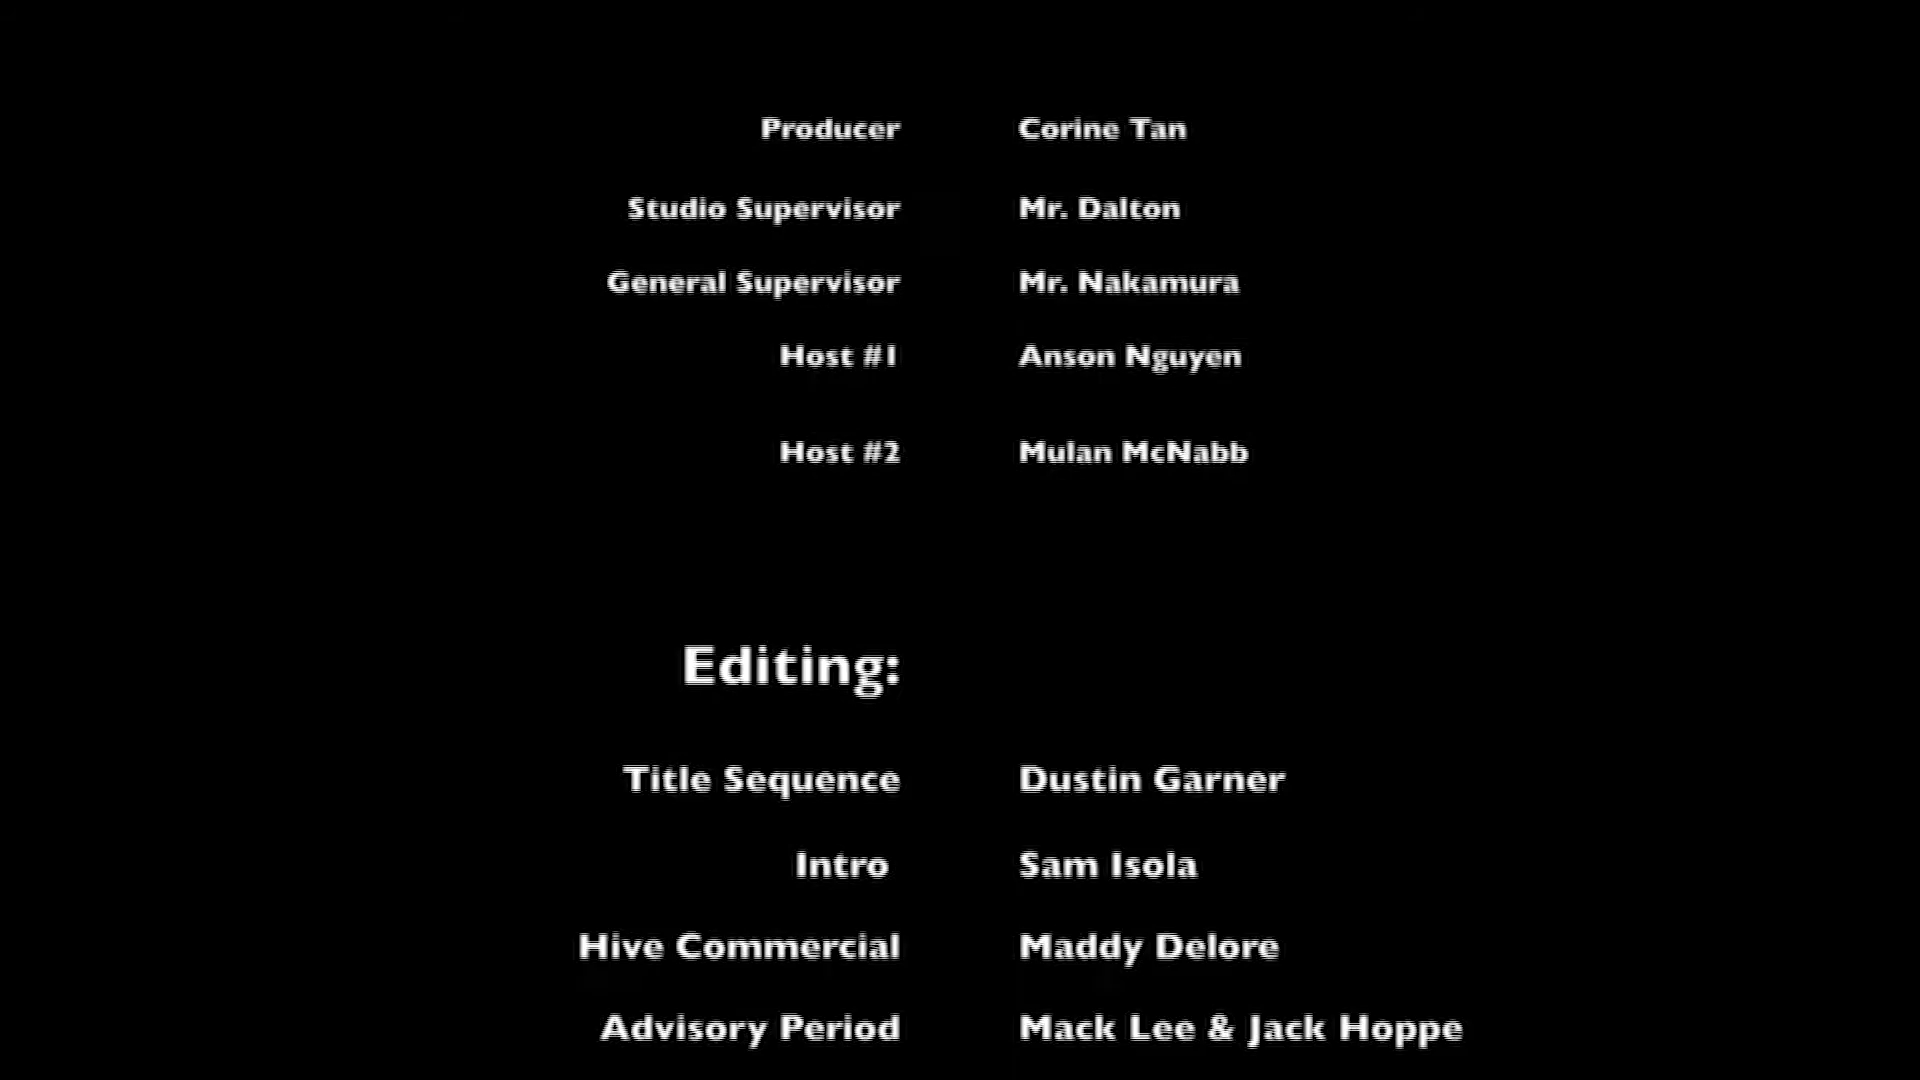 Producer Corine Tan
Studio Supervisor Mr. Dalton
General Supervisor Mr. Nakamura
Host #1 Anson Nguyen
Host #2 Mulan McNabb
Editing:
Title Sequence Dustin Garner
Intro Sam Isola
Hive Commercial Maddy Delore
Advisory Period Mack Lee & Jack Hoppe